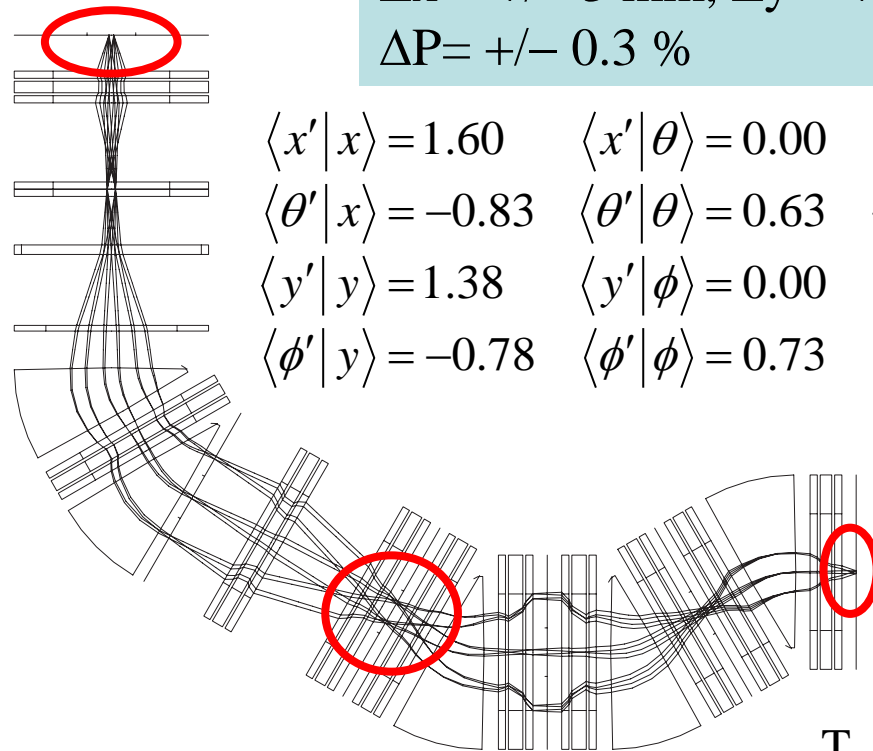 ΔP= +/− 0.3 %
⟨x′|x⟩ = 1.60 ⟨x′|θ⟩ = 0.00
⟨θ′|x⟩ = −0.83 ⟨θ′|θ⟩ = 0.63
⟨y′|y⟩ = 1.38 ⟨y′|ϕ⟩ = 0.00
⟨ϕ′|y⟩ = −0.78 ⟨ϕ′|ϕ⟩ = 0.73